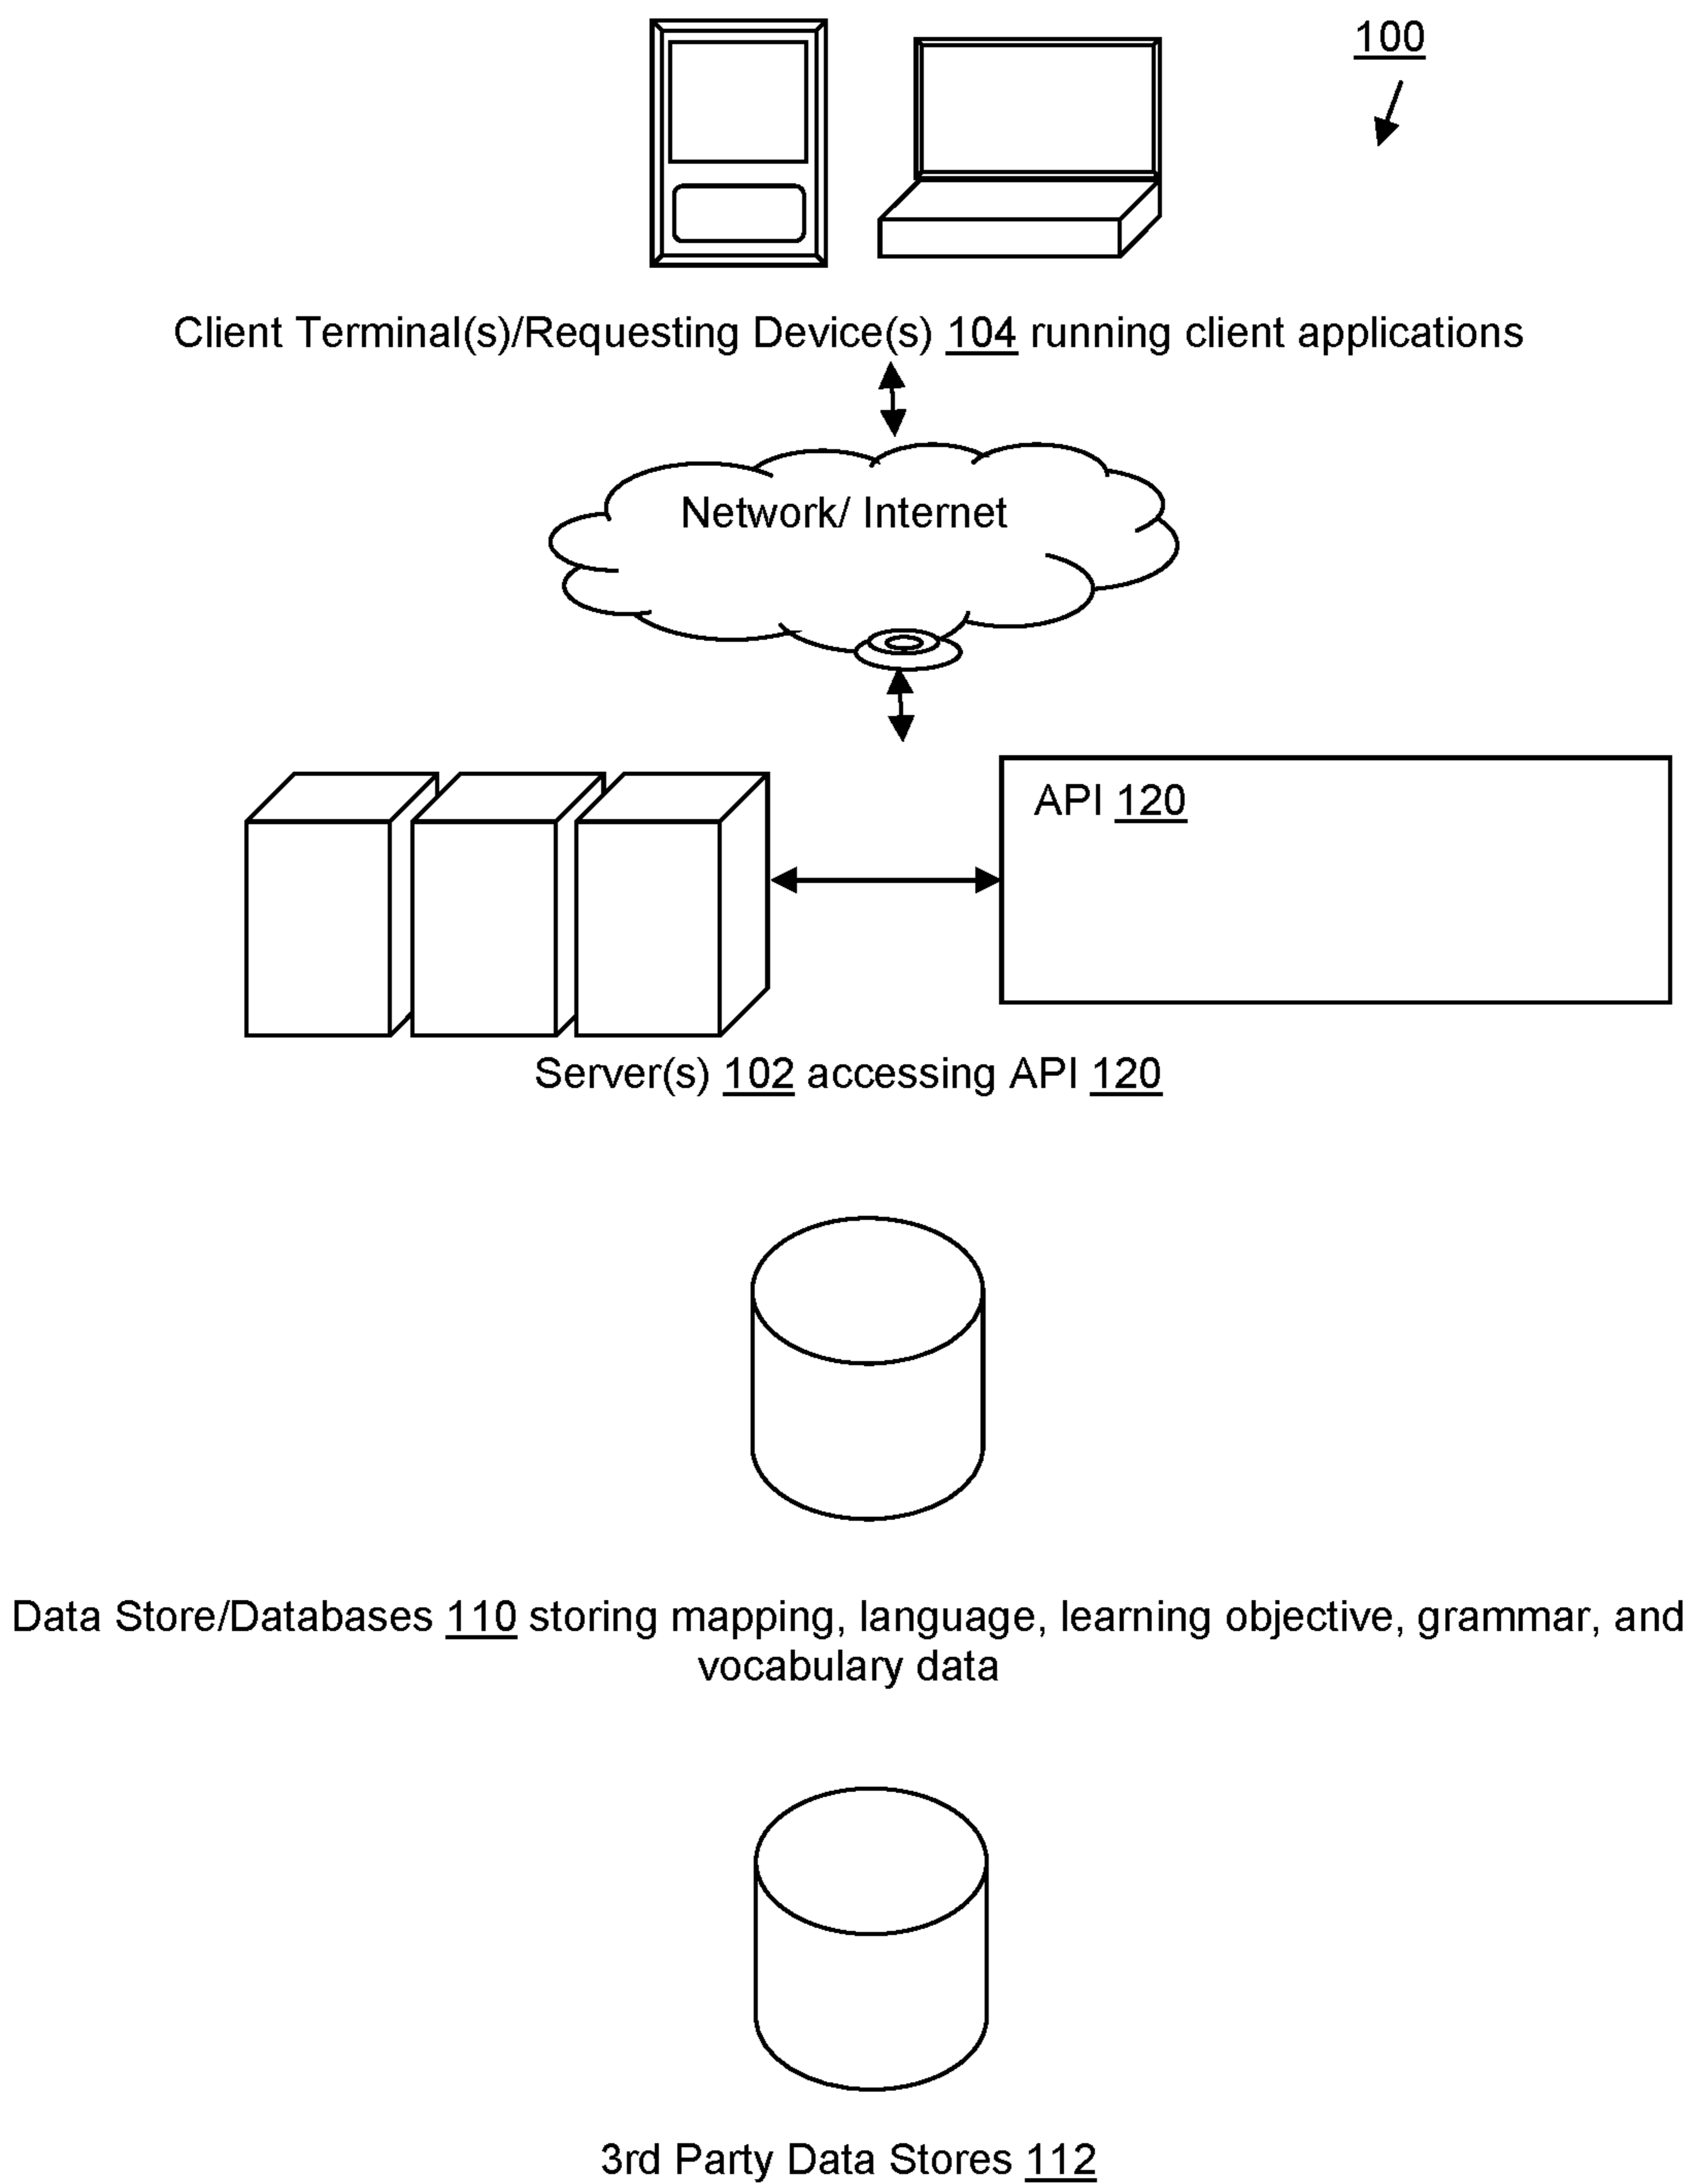 100
Client Terminal(s)/Requesting Device(s) 104 running client applications
Network/ Internet
API 120
Server(s) 102 accessing API 120
Data Store/Databases 110 storing mapping, language, learning objective, grammar, and
vocabulary data
3rd Party Data Stores 112